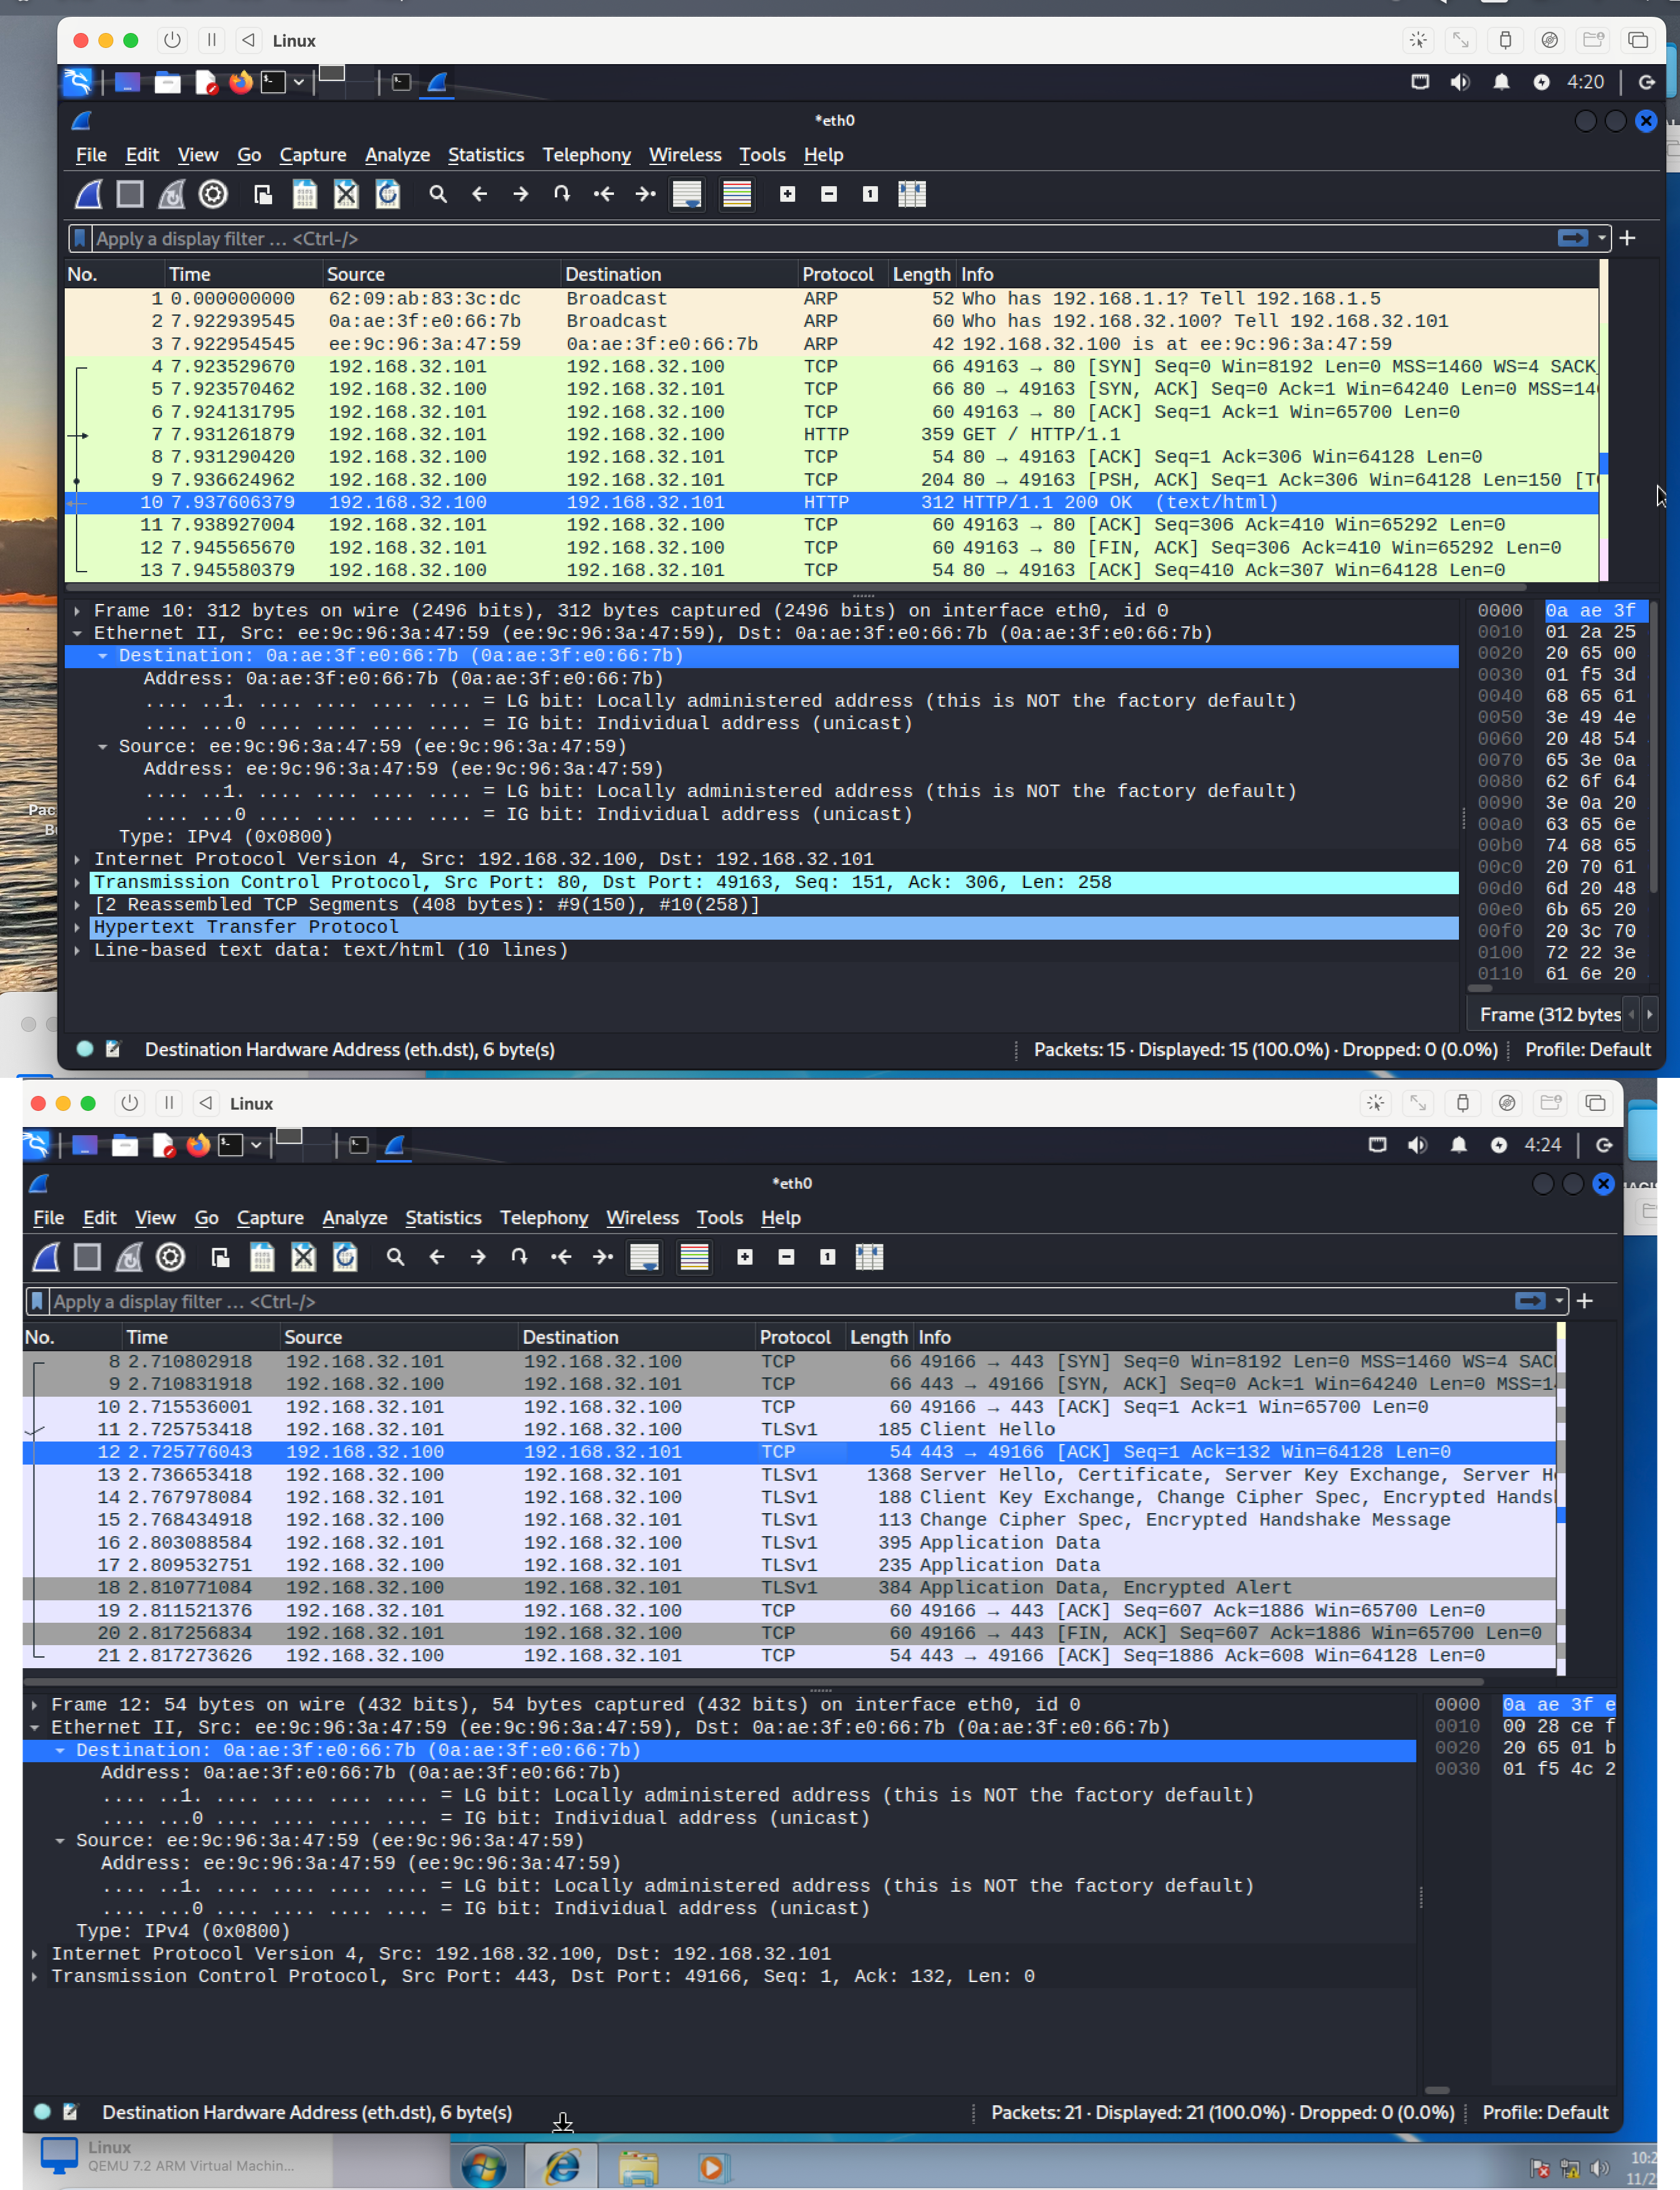 Linux
4:20
*eth0
File Edit View Go Capture Analyze Statistics Telephony Wireless Tools Help
Apply a display filter ... <Ctrl-/>
No. Time Source Destination Protocol Length Info
1 0.000000000 62:09:ab:83:3c:dc Broadcast ARP 52 Who has 192.168.1.1? Tell 192.168.1.5
2 7.922939545 0a:ae:3f:e0:66:7b Broadcast ARP 60 Who has 192.168.32.100? Tell 192.168.32.101
3 7.922954545 ee:9c:96:3a:47:59 0a:ae:3f:e0:66:7b ARP 42 192.168.32.100 is at ee:9c:96:3a:47:59
4 7.923529670 192.168.32.101 192.168.32.100 TCP 66 49163 → 80 [SYN] Seq=0 Win=8192 Len=0 MSS=1460 WS=4 SACK_
5 7.923570462 192.168.32.100 192.168.32.101 TCP 66 80 → 49163 [SYN, ACK] Seq=0 Ack=1 Win=64240 Len=0 MSS=14
6 7.924131795 192.168.32.101 192.168.32.100 TCP 60 49163 → 80 [ACK] Seq=1 Ack=1 Win=65700 Len=0
7 7.931261879 192.168.32.101 192.168.32.100 HTTP 359 GET / HTTP/1.1
8 7.931290420 192.168.32.100 192.168.32.101 TCP 54 80 → 49163 [ACK] Seq=1 Ack=306 Win=64128 Len=0
9 7.936624962 192.168.32.100 192.168.32.101 TCP 204 80 → 49163 [PSH, ACK] Seq=1 Ack=306 Win=64128 Len=150 [T
10 7.937606379 192.168.32.100 192.168.32.101 HTTP 312 HTTP/1.1 200 OK (text/html)
11 7.938927004 192.168.32.101 192.168.32.100 TCP 60 49163 → 80 [ACK] Seq=306 Ack=410 Win=65292 Len=0
12 7.945565670 192.168.32.101 192.168.32.100 TCP 60 49163 → 80 [FIN, ACK] Seq=306 Ack=410 Win=65292 Len=0
13 7.945580379 192.168.32.100 192.168.32.101 TCP 54 80 → 49163 [ACK] Seq=410 Ack=307 Win=64128 Len=0
Frame 10: 312 bytes on wire (2496 bits), 312 bytes captured (2496 bits) on interface eth0, id 0
Ethernet II, Src: ee:9c:96:3a:47:59 (ee:9c:96:3a:47:59), Dst: 0a:ae:3f:e0:66:7b (0a:ae:3f:e0:66:7b)
Destination: 0a:ae:3f:e0:66:7b (0a:ae:3f:e0:66:7b)
Address: 0a:ae:3f:e0:66:7b (0a:ae:3f:e0:66:7b)
.... ..1. .... .... .... .... = LG bit: Locally administered address (this is NOT the factory default)
.... ...0 .... .... .... .... = IG bit: Individual address (unicast)
Source: ee:9c:96:3a:47:59 (ee:9c:96:3a:47:59)
Address: ee:9c:96:3a:47:59 (ee:9c:96:3a:47:59)
.... ..1. .... .... .... .... = LG bit: Locally administered address (this is NOT the factory default)
.... ...0 .... .... .... .... = IG bit: Individual address (unicast)
Type: IPv4 (0x0800)
Internet Protocol Version 4, Src: 192.168.32.100, Dst: 192.168.32.101
Transmission Control Protocol, Src Port: 80, Dst Port: 49163, Seq: 151, Ack: 306, Len: 258
[2 Reassembled TCP Segments (408 bytes): #9(150), #10(258)]
Hypertext Transfer Protocol
Line-based text data: text/html (10 lines)
0000 0a ae 3f
0010 01 2a 25
0020 20 65 00
0030 01 f5 3d
0040 68 65 61
0050 3e 49 4e
0060 20 48 54
0070 65 3e 0a
0080 62 6f 64
0090 3e 0a 20
00a0 63 65 6e
00b0 74 68 65
00c0 20 70 61
00d0 6d 20 48
00e0 6b 65 20
00f0 20 3c 70
0100 72 22 3e
0110 61 6e 20
Frame (312 bytes
Pac
B
Destination Hardware Address (eth.dst), 6 byte(s)
Packets: 15 · Displayed: 15 (100.0%) · Dropped: 0 (0.0%) Profile: Default
Linux
4:24
*eth0
File Edit View Go Capture Analyze Statistics Telephony Wireless Tools Help
Apply a display filter ... <Ctrl-/>
No. Time Source Destination Protocol Length Info
8 2.710802918 192.168.32.101 192.168.32.100 TCP 66 49166 → 443 [SYN] Seq=0 Win=8192 Len=0 MSS=1460 WS=4 SAC
9 2.710831918 192.168.32.100 192.168.32.101 TCP 66 443 → 49166 [SYN, ACK] Seq=0 Ack=1 Win=64240 Len=0 MSS=1
10 2.715536001 192.168.32.101 192.168.32.100 TCP 60 49166 → 443 [ACK] Seq=1 Ack=1 Win=65700 Len=0
11 2.725753418 192.168.32.101 192.168.32.100 TLSv1 185 Client Hello
12 2.725776043 192.168.32.100 192.168.32.101 TCP 54 443 → 49166 [ACK] Seq=1 Ack=132 Win=64128 Len=0
13 2.736653418 192.168.32.100 192.168.32.101 TLSv1 1368 Server Hello, Certificate, Server Key Exchange, Server H
14 2.767978084 192.168.32.101 192.168.32.100 TLSv1 188 Client Key Exchange, Change Cipher Spec, Encrypted Hands
15 2.768434918 192.168.32.100 192.168.32.101 TLSv1 113 Change Cipher Spec, Encrypted Handshake Message
16 2.803088584 192.168.32.101 192.168.32.100 TLSv1 395 Application Data
17 2.809532751 192.168.32.100 192.168.32.101 TLSv1 235 Application Data
18 2.810771084 192.168.32.100 192.168.32.101 TLSv1 384 Application Data, Encrypted Alert
19 2.811521376 192.168.32.101 192.168.32.100 TCP 60 49166 → 443 [ACK] Seq=607 Ack=1886 Win=65700 Len=0
20 2.817256834 192.168.32.101 192.168.32.100 TCP 60 49166 → 443 [FIN, ACK] Seq=607 Ack=1886 Win=65700 Len=0
21 2.817273626 192.168.32.100 192.168.32.101 TCP 54 443 → 49166 [ACK] Seq=1886 Ack=608 Win=64128 Len=0
Frame 12: 54 bytes on wire (432 bits), 54 bytes captured (432 bits) on interface eth0, id 0
Ethernet II, Src: ee:9c:96:3a:47:59 (ee:9c:96:3a:47:59), Dst: 0a:ae:3f:e0:66:7b (0a:ae:3f:e0:66:7b)
Destination: 0a:ae:3f:e0:66:7b (0a:ae:3f:e0:66:7b)
Address: 0a:ae:3f:e0:66:7b (0a:ae:3f:e0:66:7b)
.... ..1. .... .... .... .... = LG bit: Locally administered address (this is NOT the factory default)
.... ...0 .... .... .... .... = IG bit: Individual address (unicast)
Source: ee:9c:96:3a:47:59 (ee:9c:96:3a:47:59)
Address: ee:9c:96:3a:47:59 (ee:9c:96:3a:47:59)
.... ..1. .... .... .... .... = LG bit: Locally administered address (this is NOT the factory default)
.... ...0 .... .... .... .... = IG bit: Individual address (unicast)
Type: IPv4 (0x0800)
Internet Protocol Version 4, Src: 192.168.32.100, Dst: 192.168.32.101
Transmission Control Protocol, Src Port: 443, Dst Port: 49166, Seq: 1, Ack: 132, Len: 0
0000 0a ae 3f e
0010 00 28 ce f
0020 20 65 01 b
0030 01 f5 4c 2
Destination Hardware Address (eth.dst), 6 byte(s)
Packets: 21 · Displayed: 21 (100.0%) · Dropped: 0 (0.0%) Profile: Default
Linux
QEMU 7.2 ARM Virtual Machin...
10:2
11/2